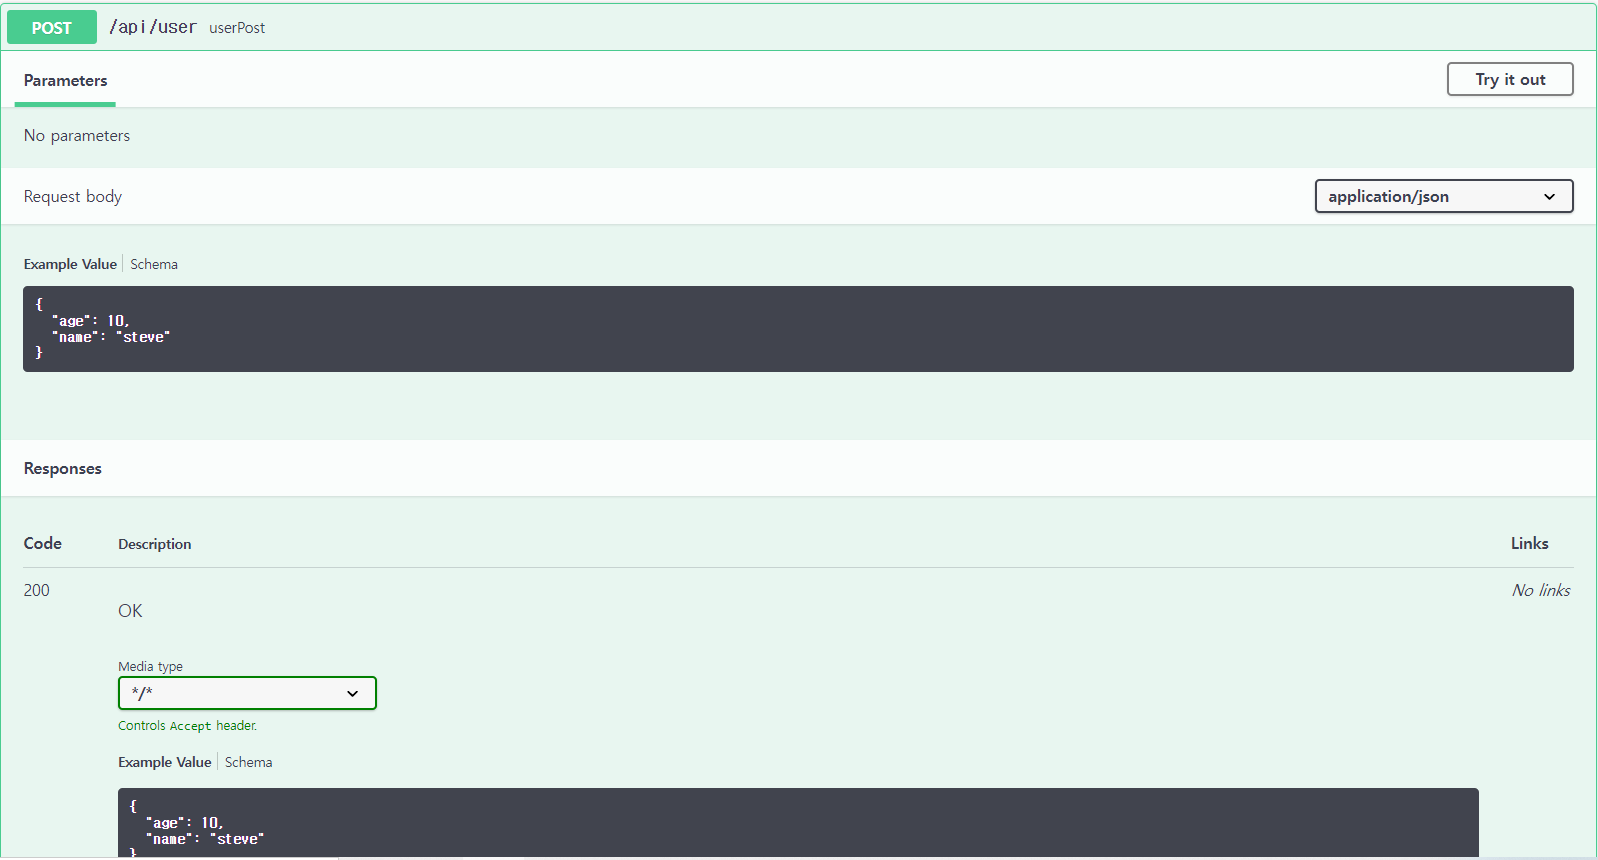 POST /api/user userPost
Parameters Try it out
No parameters
Request body application/json
Example Value Schema
{
"age": 10,
"name": "steve"
}
Responses
Code Description Links
200 No links
OK
Media type
*/*
Controls Accept header.
Example Value Schema
{
"age": 10,
"name": "steve"
}